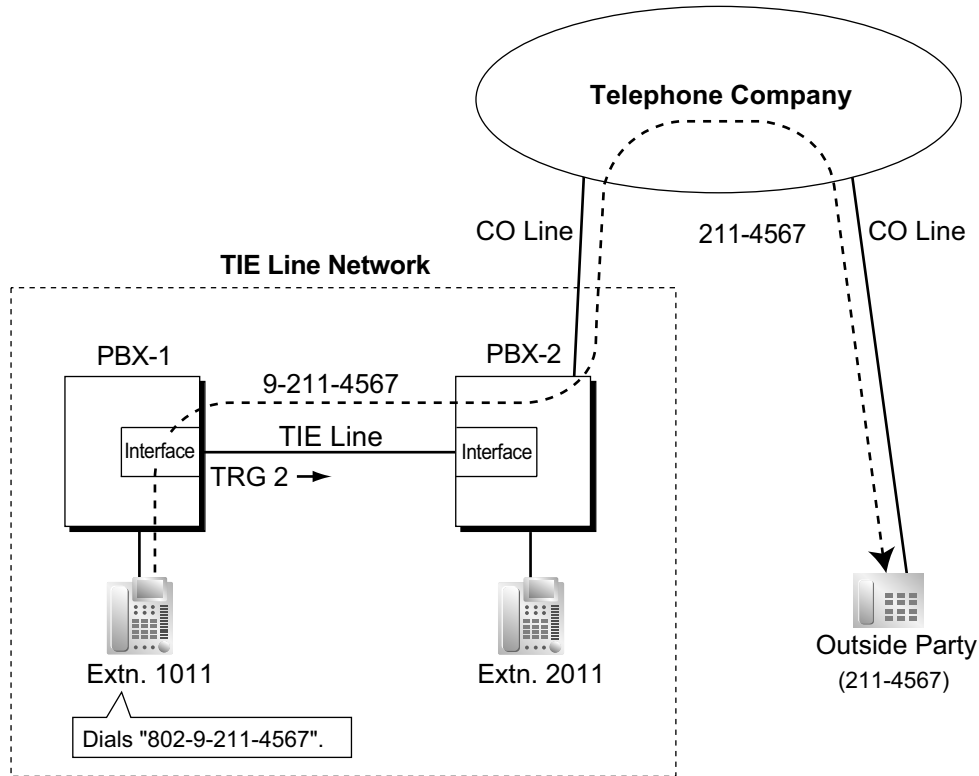 Telephone Company
CO Line
211-4567
CO Line
TIE Line Network
PBX-1
PBX-2
9-211-4567
Interface
TIE Line
Interface
TRG 2
Extn. 1011
Extn. 2011
Outside Party
(211-4567)
Dials "802-9-211-4567".